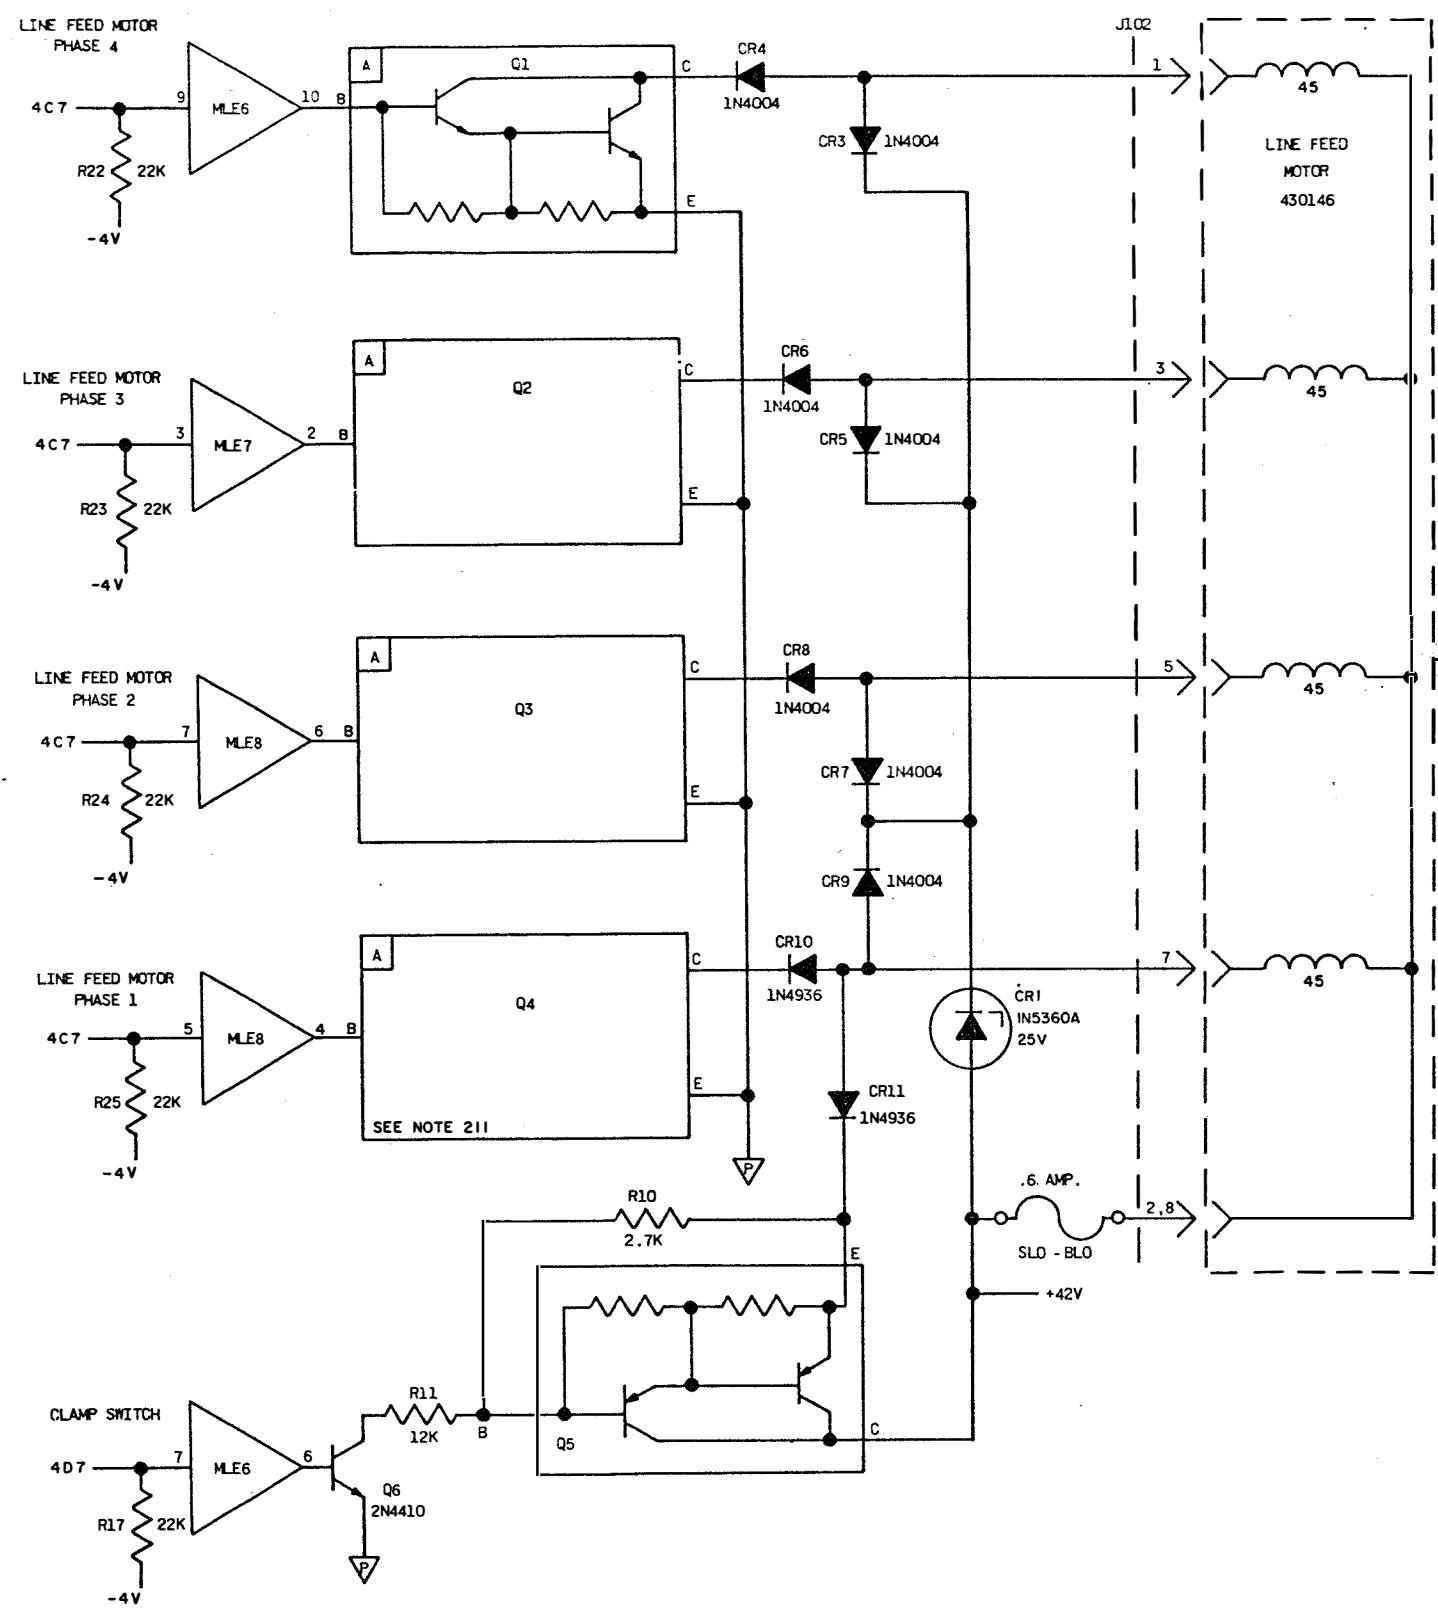 LINE FEED MOTOR
PHASE 4
4C7
R22
22K
-4V
9
MLE6
10
B
A
Q1
C
E
CR4
1N4004
CR3
1N4004
J102
1
45
LINE FEED
MOTOR
430146
LINE FEED MOTOR
PHASE 3
4C7
R23
22K
-4V
3
MLE7
2
B
A
Q2
C
E
CR6
1N4004
CR5
1N4004
3
45
LINE FEED MOTOR
PHASE 2
4C7
R24
22K
-4V
7
MLE8
6
B
A
Q3
C
E
CR8
1N4004
CR7
1N4004
CR9
1N4004
5
45
LINE FEED MOTOR
PHASE 1
4C7
R25
22K
-4V
5
MLE8
4
B
A
Q4
SEE NOTE 211
C
E
P
CR10
1N4936
CR11
1N4936
7
45
CR1
1N5360A
25V
.6. AMP.
SLO-BLO
2,8
+42V
R10
2.7K
E
Q5
C
CLAMP SWITCH
4D7
R17
22K
-4V
7
MLE6
6
Q6
2N4410
P
R11
12K
B